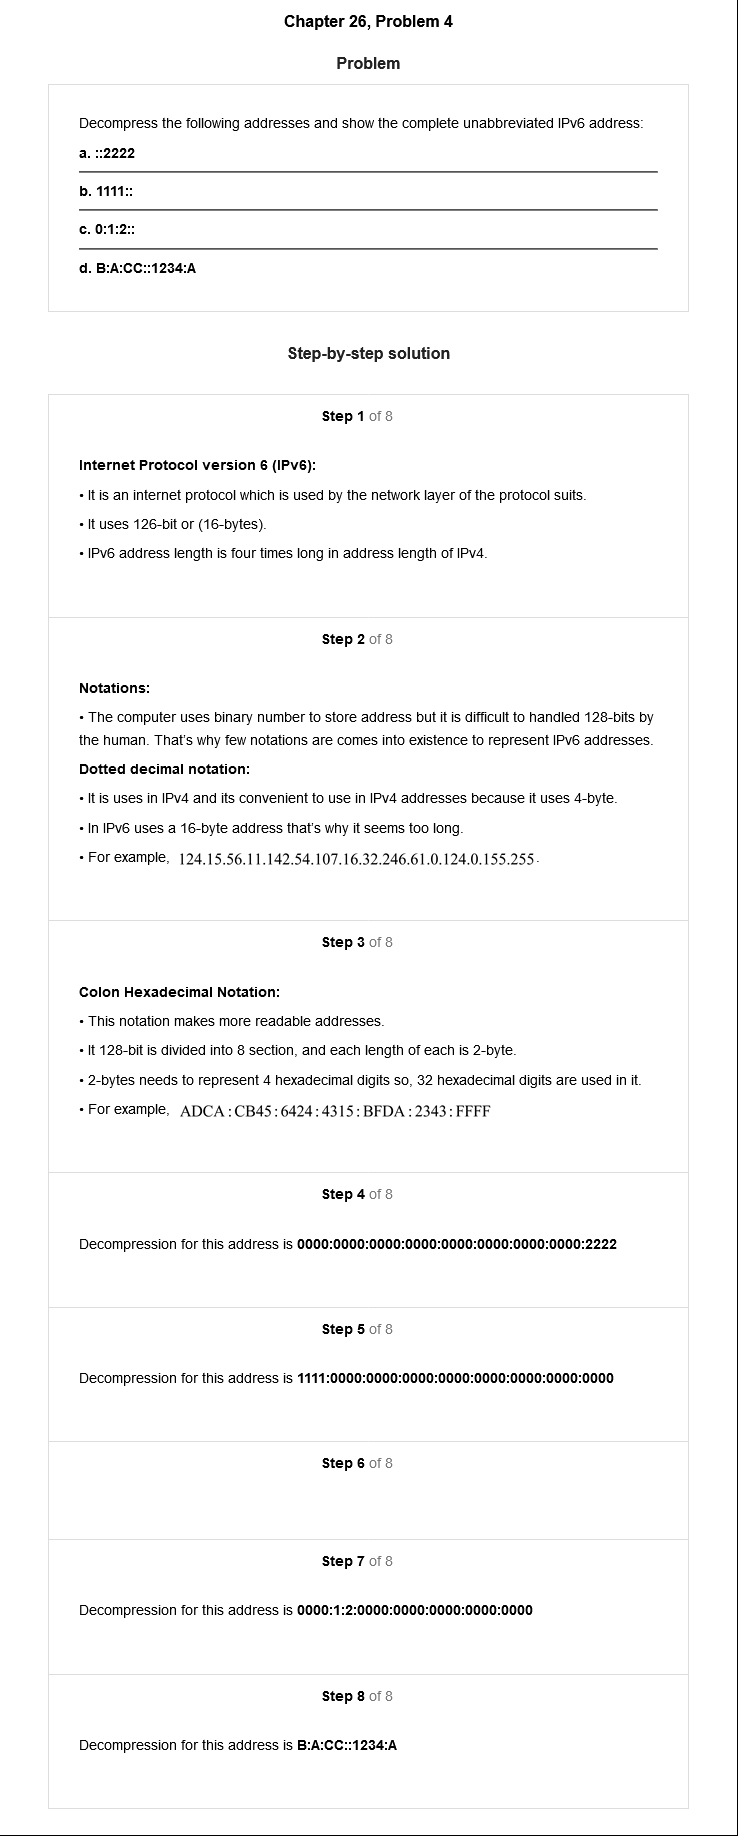 Chapter 26, Problem 4
Problem
Decompress the following addresses and show the complete unabbreviated IPv6 address:
a. ::2222
b. 1111::
c. 0:1:2::
d. B:A:CC::1234:A
Step-by-step solution
Step 1 of 8
Internet Protocol version 6 (IPv6):
• It is an internet protocol which is used by the network layer of the protocol suits.
• It uses 126-bit or (16-bytes).
• IPv6 address length is four times long in address length of IPv4.
Step 2 of 8
Notations:
• The computer uses binary number to store address but it is difficult to handled 128-bits by
the human. That's why few notations are comes into existence to represent IPv6 addresses.
Dotted decimal notation:
• It is uses in IPv4 and its convenient to use in IPv4 addresses because it uses 4-byte.
• In IPv6 uses a 16-byte address that's why it seems too long.
• For example, 124.15.56.11.142.54.107.16.32.246.61.0.124.0.155.255.
Step 3 of 8
Colon Hexadecimal Notation:
• This notation makes more readable addresses.
• It 128-bit is divided into 8 section, and each length of each is 2-byte.
• 2-bytes needs to represent 4 hexadecimal digits so, 32 hexadecimal digits are used in it.
• For example, ADCA:CB45:6424:4315:BFDA:2343:FFFF
Step 4 of 8
Decompression for this address is 0000:0000:0000:0000:0000:0000:0000:0000:2222
Step 5 of 8
Decompression for this address is 1111:0000:0000:0000:0000:0000:0000:0000:0000
Step 6 of 8
Step 7 of 8
Decompression for this address is 0000:1:2:0000:0000:0000:0000:0000
Step 8 of 8
Decompression for this address is B:A:CC::1234:A